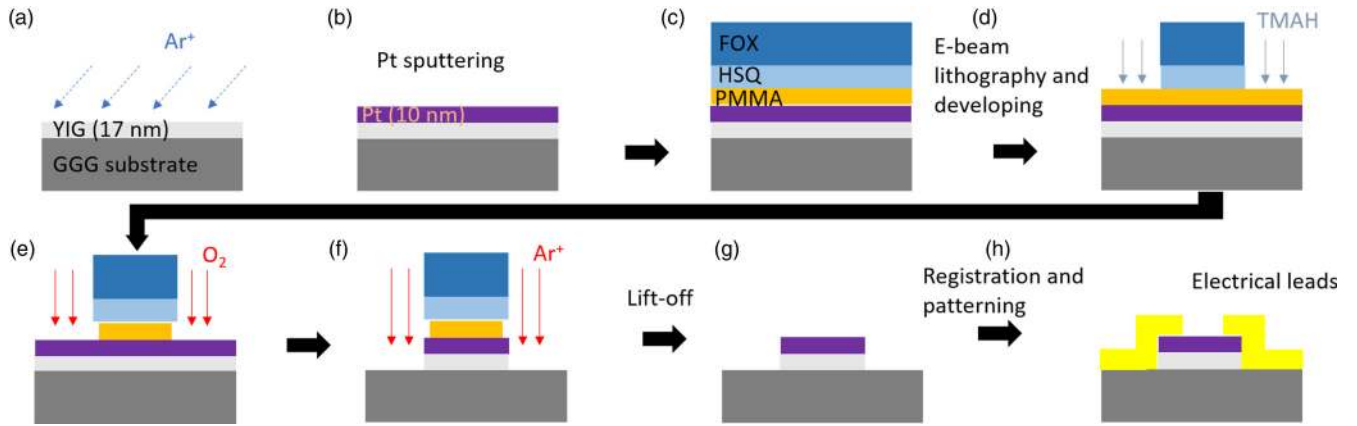 (a)
Ar⁺
YIG (17 nm)
GGG substrate
(b)
Pt sputtering
Pt (10 nm)
(c)
FOX
HSQ
PMMA
E-beam
lithography and
developing
(d)
TMAH
(e)
O₂
(f)
Ar⁺
Lift-off
(g)
Registration and
patterning
(h)
Electrical leads